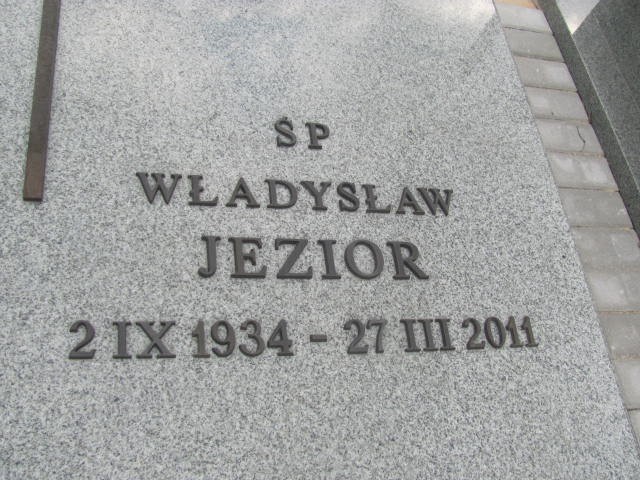 ŚP
WŁADYSŁAW
JEZIOR
2 IX 1934 - 27 III 2011